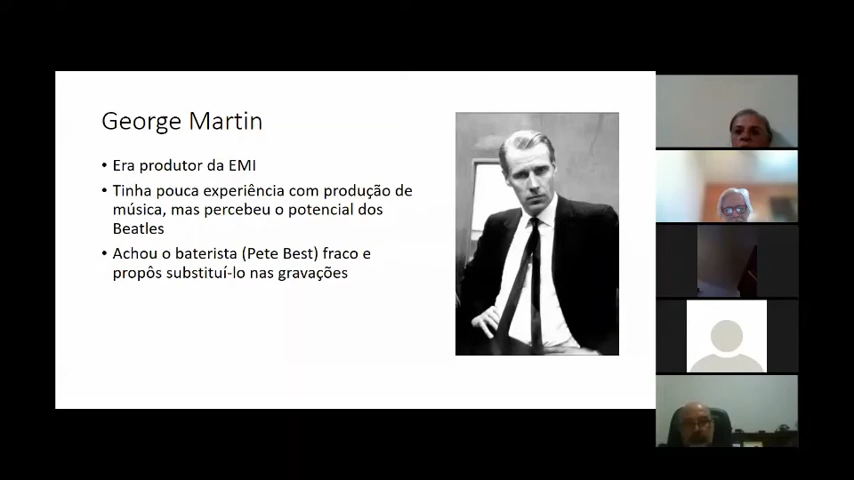 George Martin
• Era produtor da EMI
• Tinha pouca experiência com produção de
música, mas percebeu o potencial dos
Beatles
• Achou o baterista (Pete Best) fraco e
propôs substituí-lo nas gravações